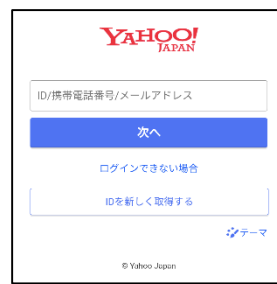 YAHOO!
JAPAN
ID/携帯電話番号/メールアドレス
次へ
ログインできない場合
IDを新しく取得する
テーマ
© Yahoo Japan